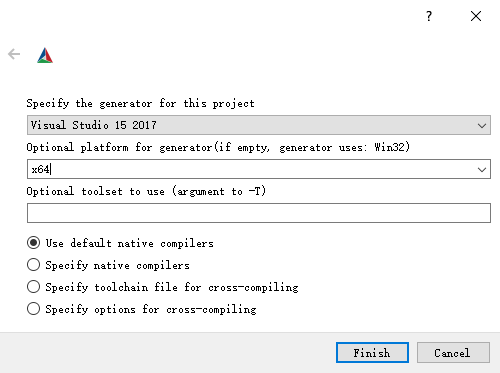 ?
Specify the generator for this project
Visual Studio 15 2017
Optional platform for generator(if empty, generator uses: Win32)
x64
Optional toolset to use (argument to -T)
Use default native compilers
Specify native compilers
Specify toolchain file for cross-compiling
Specify options for cross-compiling
Finish Cancel